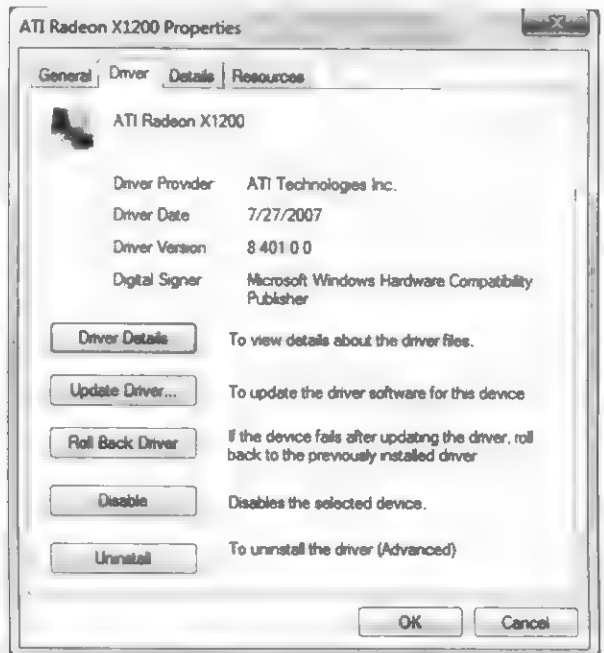 ATI Radeon X1200 Properties
General Driver Details Resources
ATI Radeon X1200
Driver Provider ATI Technologies Inc.
Driver Date 7/27/2007
Driver Version 8 401 0 0
Digital Signer Microsoft Windows Hardware Compatibility
Publisher
Driver Details To view details about the driver files.
Update Driver... To update the driver software for this device
Roll Back Driver If the device fails after updating the driver, roll
back to the previously installed driver
Disable Disables the selected device.
Uninstall To uninstall the driver (Advanced)
OK Cancel